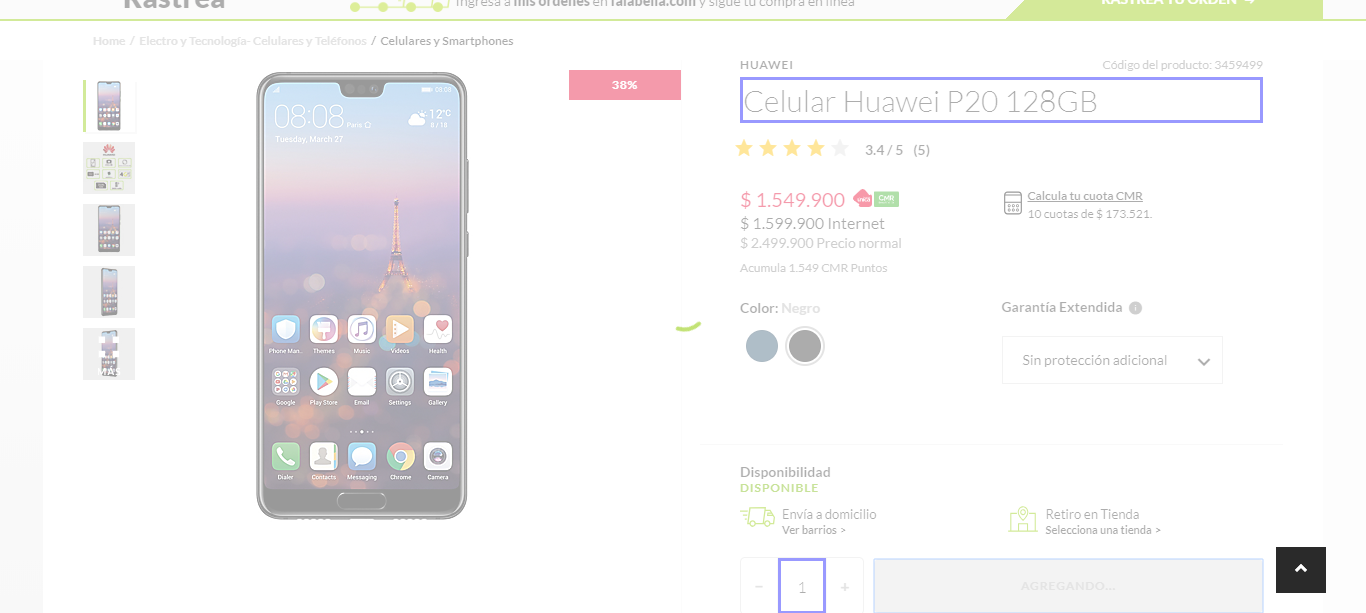 Rastrea
Ingresa a mis órdenes en falabella.com y sigue tu compra en línea
RASTREA TU ORDEN →
Home / Electro y Tecnología- Celulares y Teléfonos / Celulares y Smartphones
HUAWEI
Código del producto: 3459499
38%
Celular Huawei P20 128GB
3.4 / 5 (5)
08:08
08:08
Paris
12°C
8 / 18
Tuesday, March 27
$ 1.549.900
CMR
$ 1.599.900 Internet
$ 2.499.900 Precio normal
Acumula 1.549 CMR Puntos
Calcula tu cuota CMR
10 cuotas de $ 173.521.
Color: Negro
Garantía Extendida
Sin protección adicional
Phone Man...
Themes
Music
Videos
Health
Google
Play Store
Email
Settings
Gallery
Dialer
Contacts
Messaging
Chrome
Camera
Disponibilidad
DISPONIBLE
Envía a domicilio
Ver barrios >
Retiro en Tienda
Selecciona una tienda >
- 1 +
AGREGANDO...